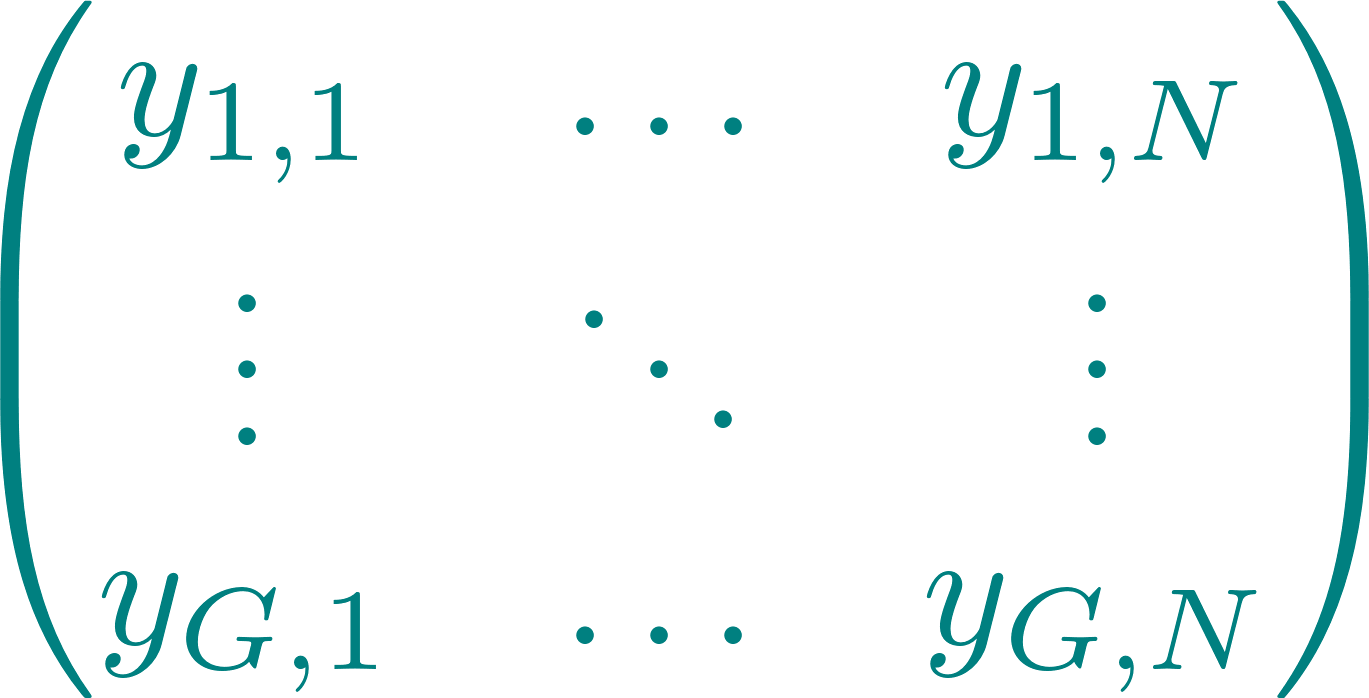 y1,1 ⋯ y1,N
⋮ ⋱ ⋮
yG,1 ⋯ yG,N